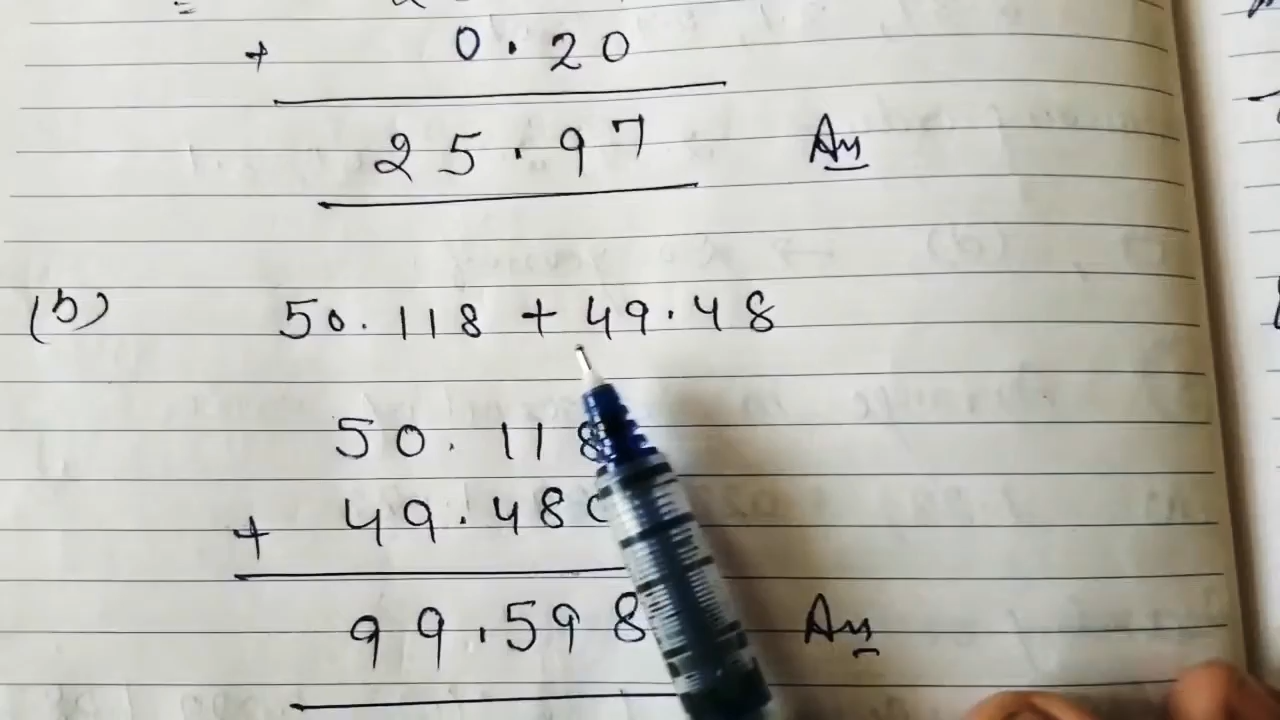 + 0.20
25.97 Ans
(b) 50.118 + 49.48
50.118
+ 49.480
99.598 Ans